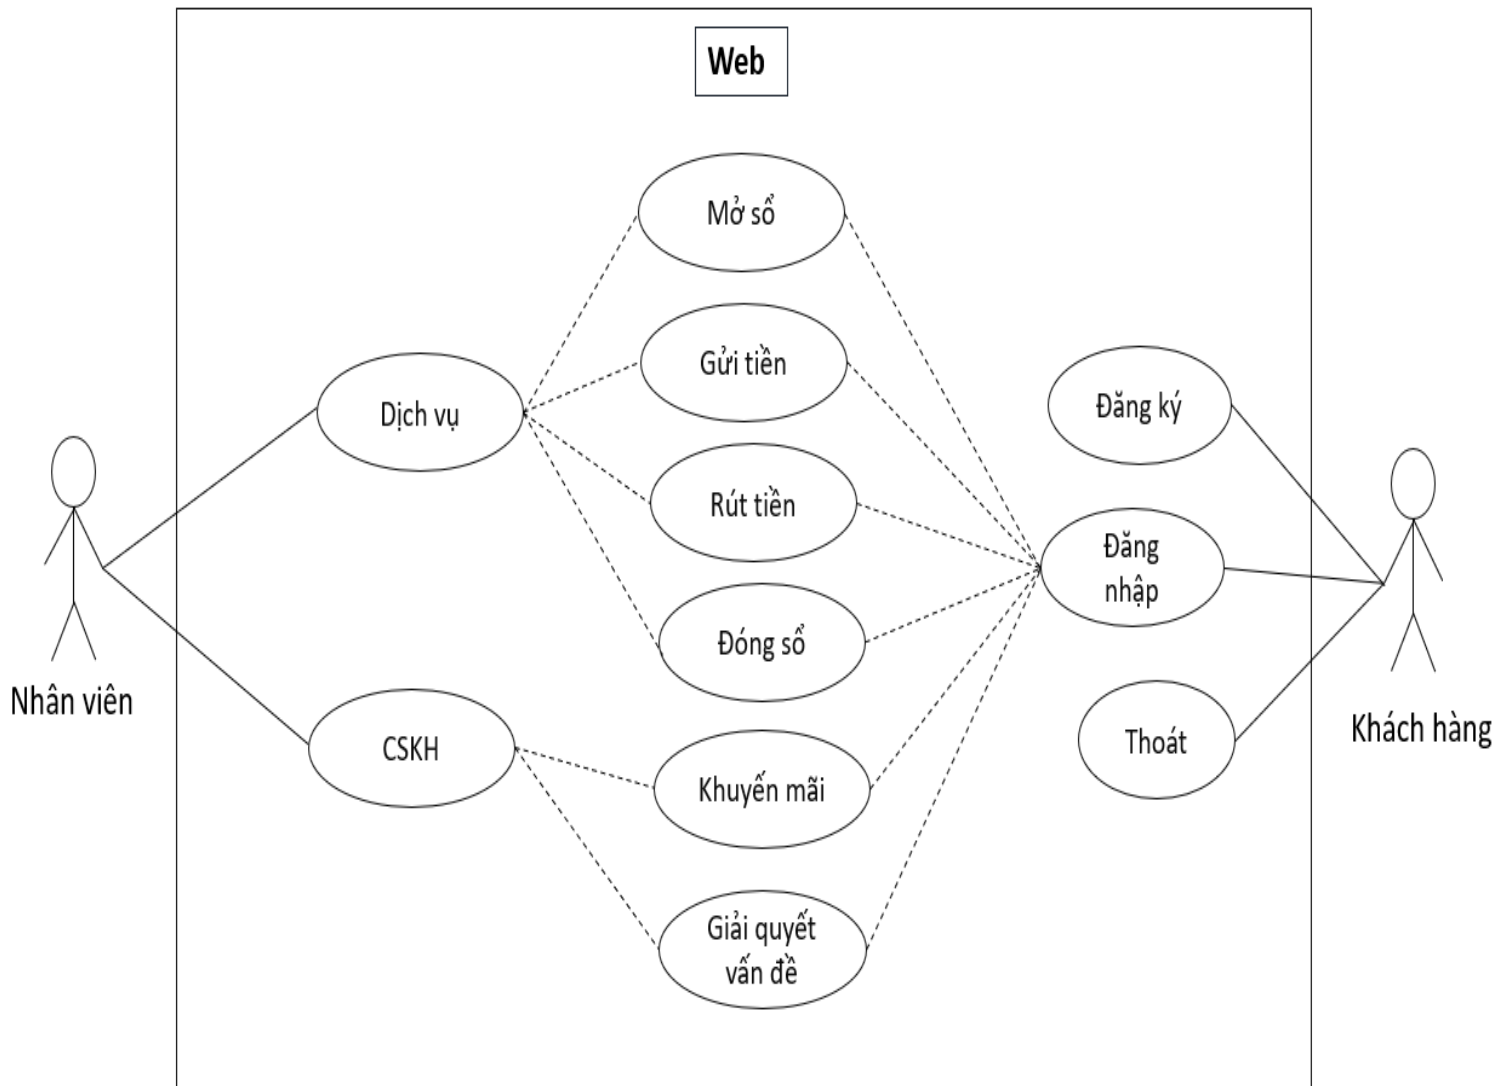 Web
Mở sổ
Gửi tiền
Dịch vụ
Đăng ký
Rút tiền
Đăng
nhập
Đóng sổ
Nhân viên
Khách hàng
CSKH
Thoát
Khuyến mãi
Giải quyết
vấn đề